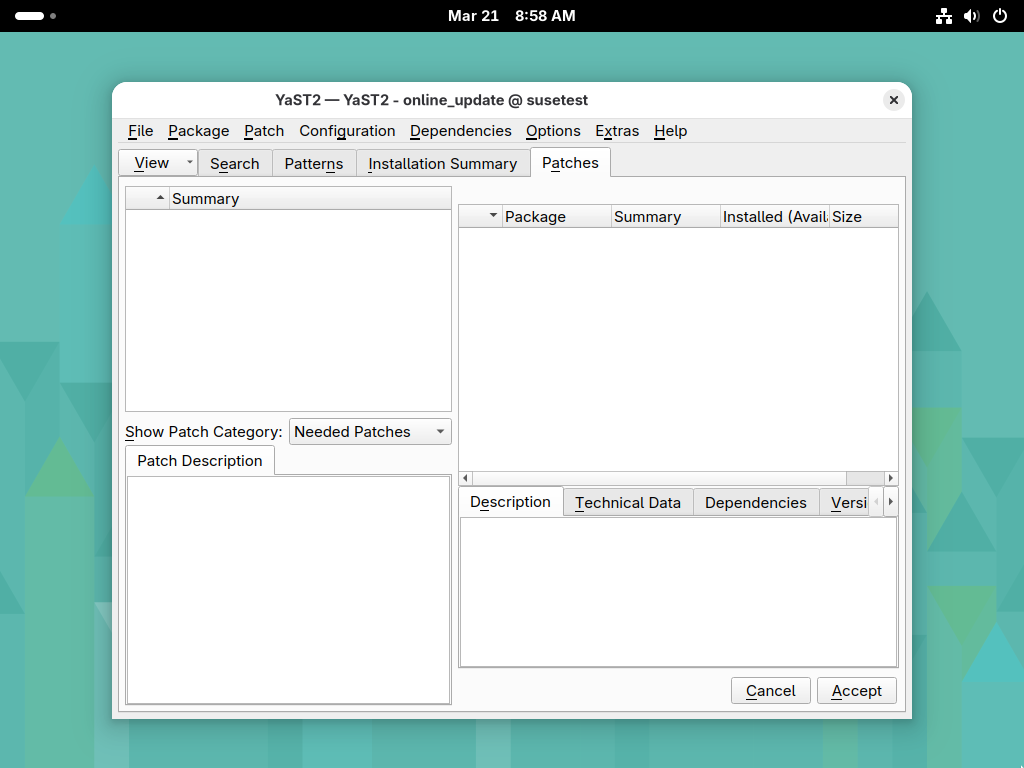 Mar 21 8:58 AM
YaST2 — YaST2 - online_update @ susetest
File Package Patch Configuration Dependencies Options Extras Help
View Search Patterns Installation Summary Patches
Summary
Package Summary Installed (Avail Size
Show Patch Category: Needed Patches
Patch Description
Description Technical Data Dependencies Versi
Cancel Accept